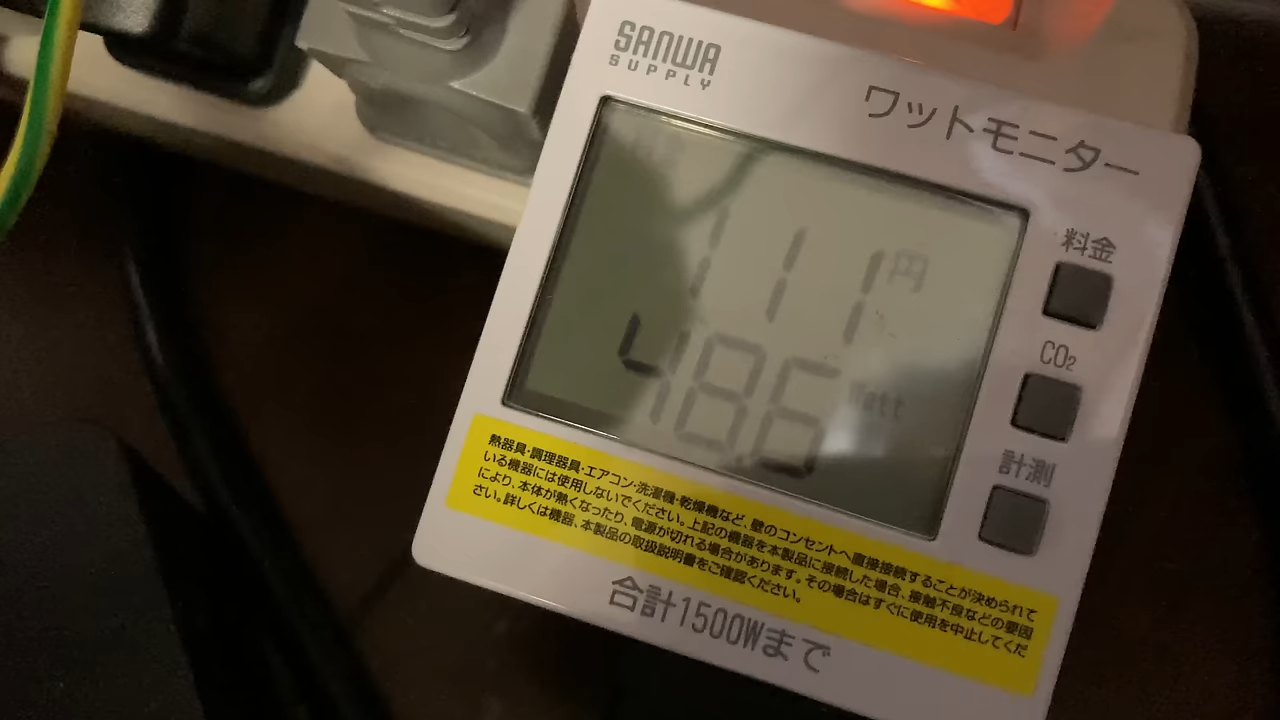 SANWA
SUPPLY
ワットモニター
料金
111円
CO₂
48.6 Watt
計測
熱器具・調理器具・エアコン・洗濯機・乾燥機など、壁のコンセントへ直接接続することが決められて
いる機器には使用しないでください。上記の機器を本製品に接続した場合、接触不良などの要因
により、本体が熱くなったり、電源が切れる場合があります。その場合はすぐに使用を中止してくだ
さい。詳しくは機器、本製品の取扱説明書をご確認ください。
合計1500Wまで